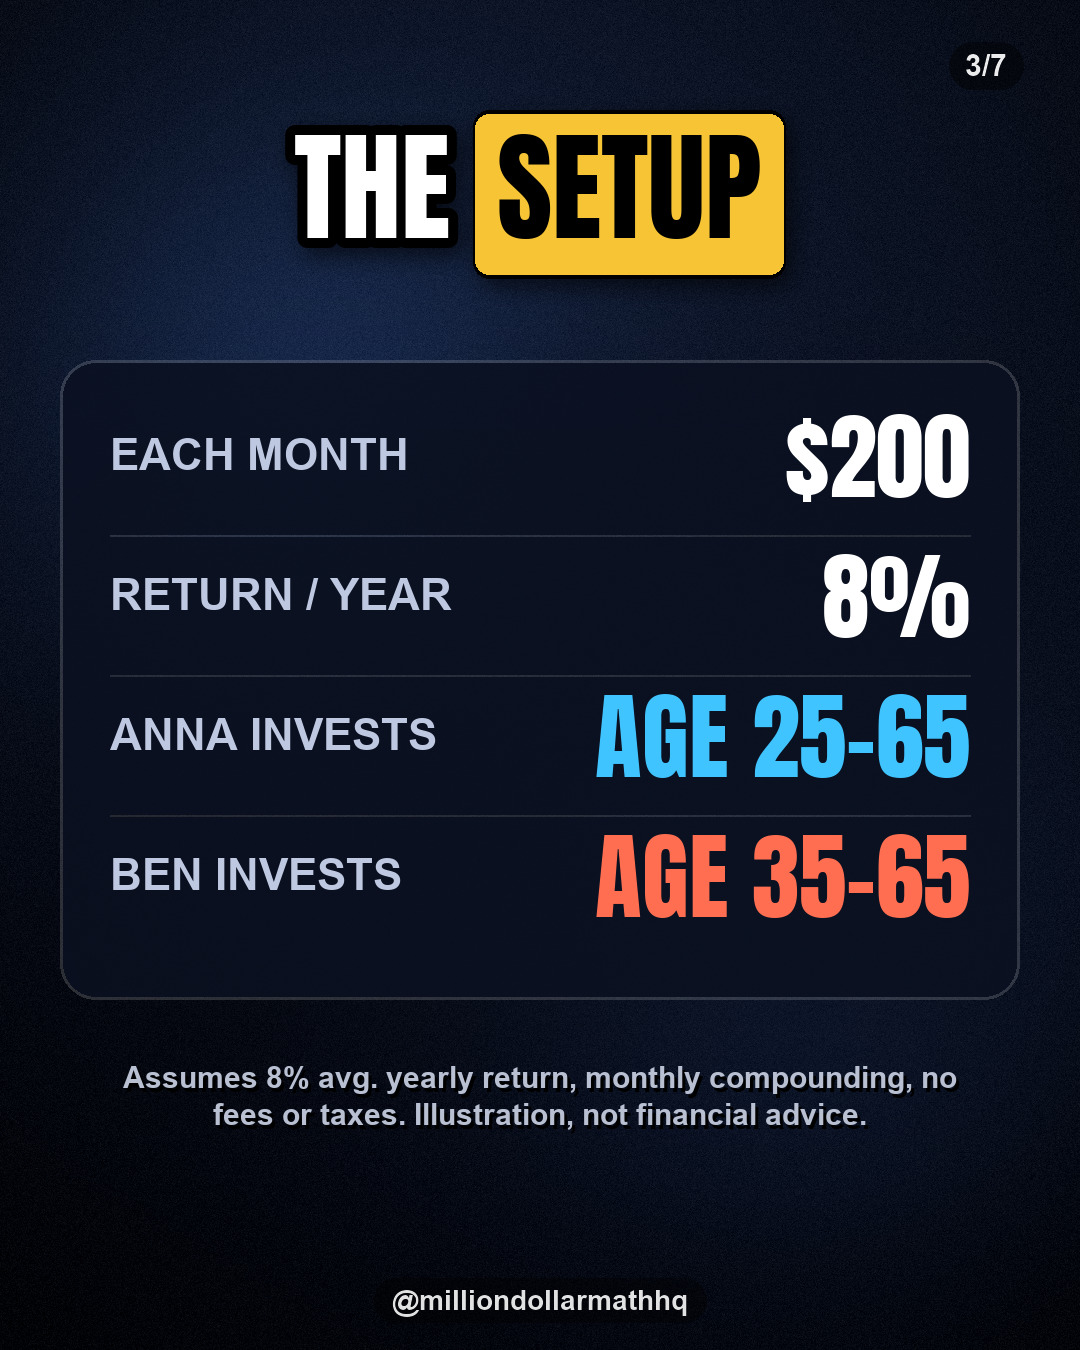 3/7
THE SETUP
EACH MONTH $200
RETURN / YEAR 8%
ANNA INVESTS AGE 25-65
BEN INVESTS AGE 35-65
Assumes 8% avg. yearly return, monthly compounding, no
fees or taxes. Illustration, not financial advice.
@milliondollarmathhq